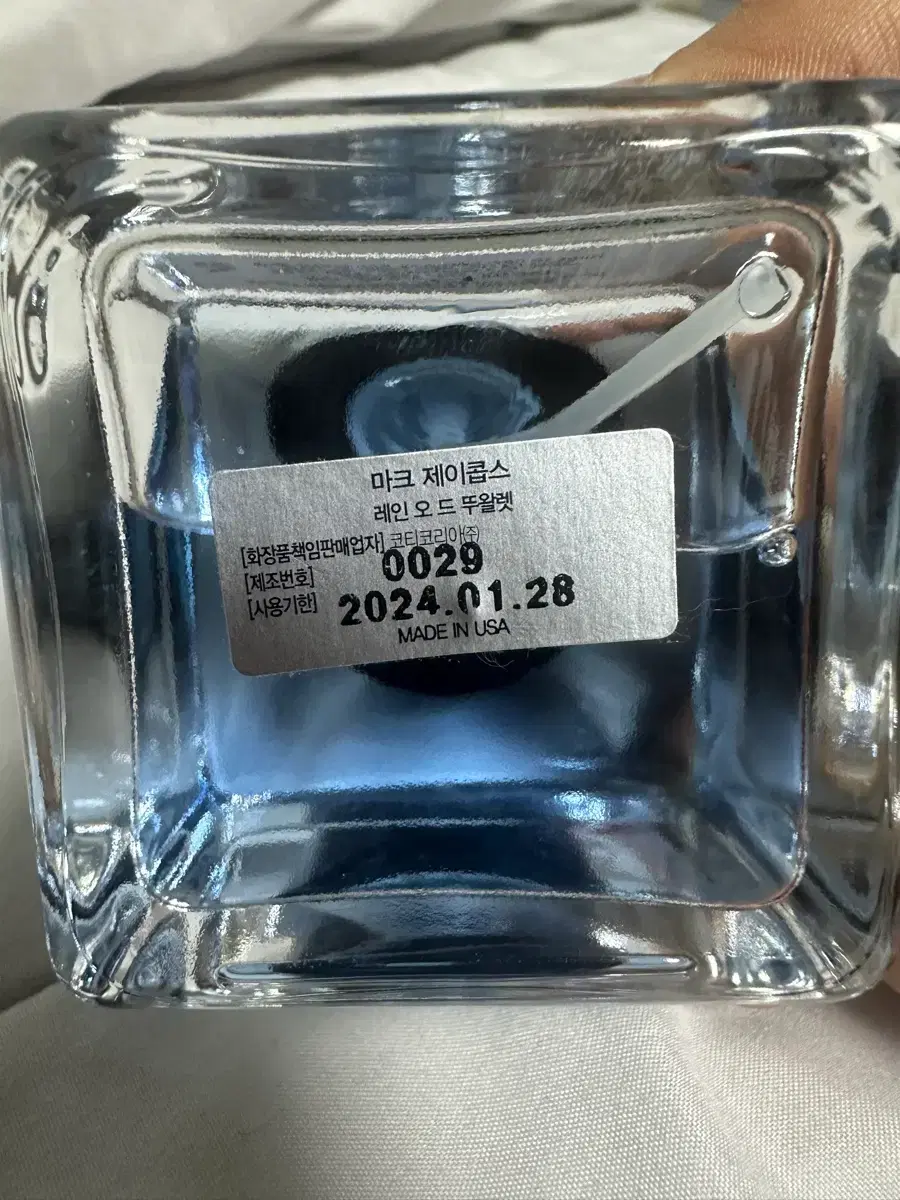 마크 제이콥스
레인 오 드 뚜왈렛
[화장품책임판매업자] 코티코리아(주)
[제조번호] 0029
[사용기한] 2024.01.28
MADE IN USA